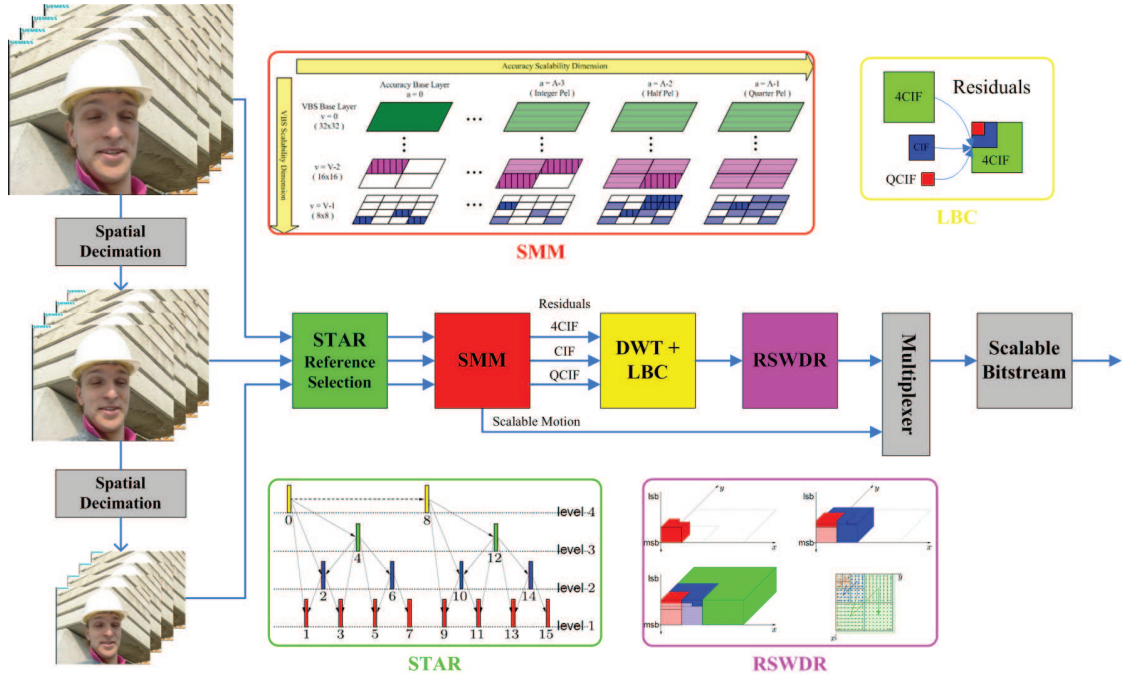 SIEMENS
Spatial
Decimation
SIEMENS
Spatial
Decimation
Accuracy Scalability Dimension
VBS Scalability Dimension
Accuracy Base Layer
a = 0
a = A-3
( Integer Pel )
a = A-2
( Half Pel )
a = A-1
( Quarter Pel )
VBS Base Layer
v = 0
( 32x32 )
v = V-2
( 16x16 )
v = V-1
( 8x8 )
SMM
Residuals
4CIF
CIF
QCIF
4CIF
LBC
STAR
Reference
Selection
SMM
Residuals
4CIF
CIF
QCIF
Scalable Motion
DWT +
LBC
RSWDR
Multiplexer
Scalable
Bitstream
0
8
level 4
4
12
level 3
2
6
10
14
level 2
1
3
5
7
9
11
13
15
level 1
STAR
lsb
y
msb
x
lsb
y
msb
x
lsb
msb
x
y
x
RSWDR